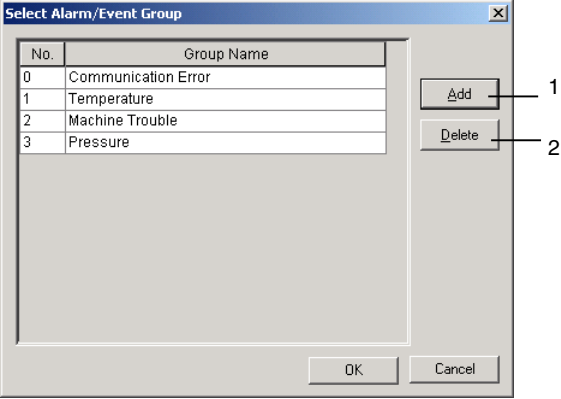 Select Alarm/Event Group
No. Group Name
0 Communication Error
1 Temperature
2 Machine Trouble
3 Pressure
Add 1
Delete 2
OK Cancel